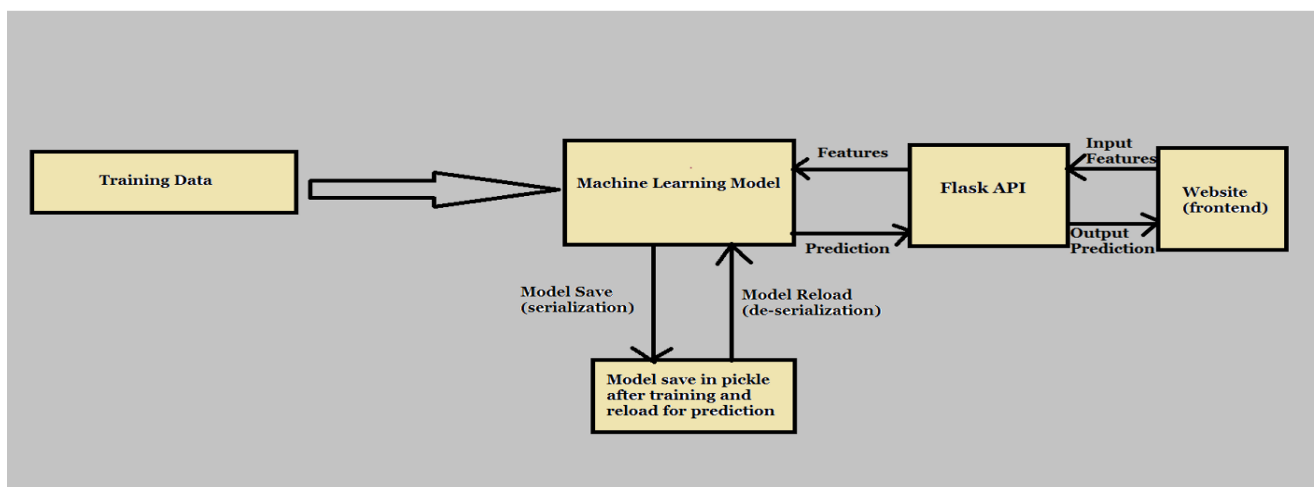 Training Data
Machine Learning Model
Features
Prediction
Flask API
Input
Features
Output
Prediction
Website
(frontend)
Model Save
(serialization)
Model Reload
(de-serialization)
Model save in pickle
after training and
reload for prediction